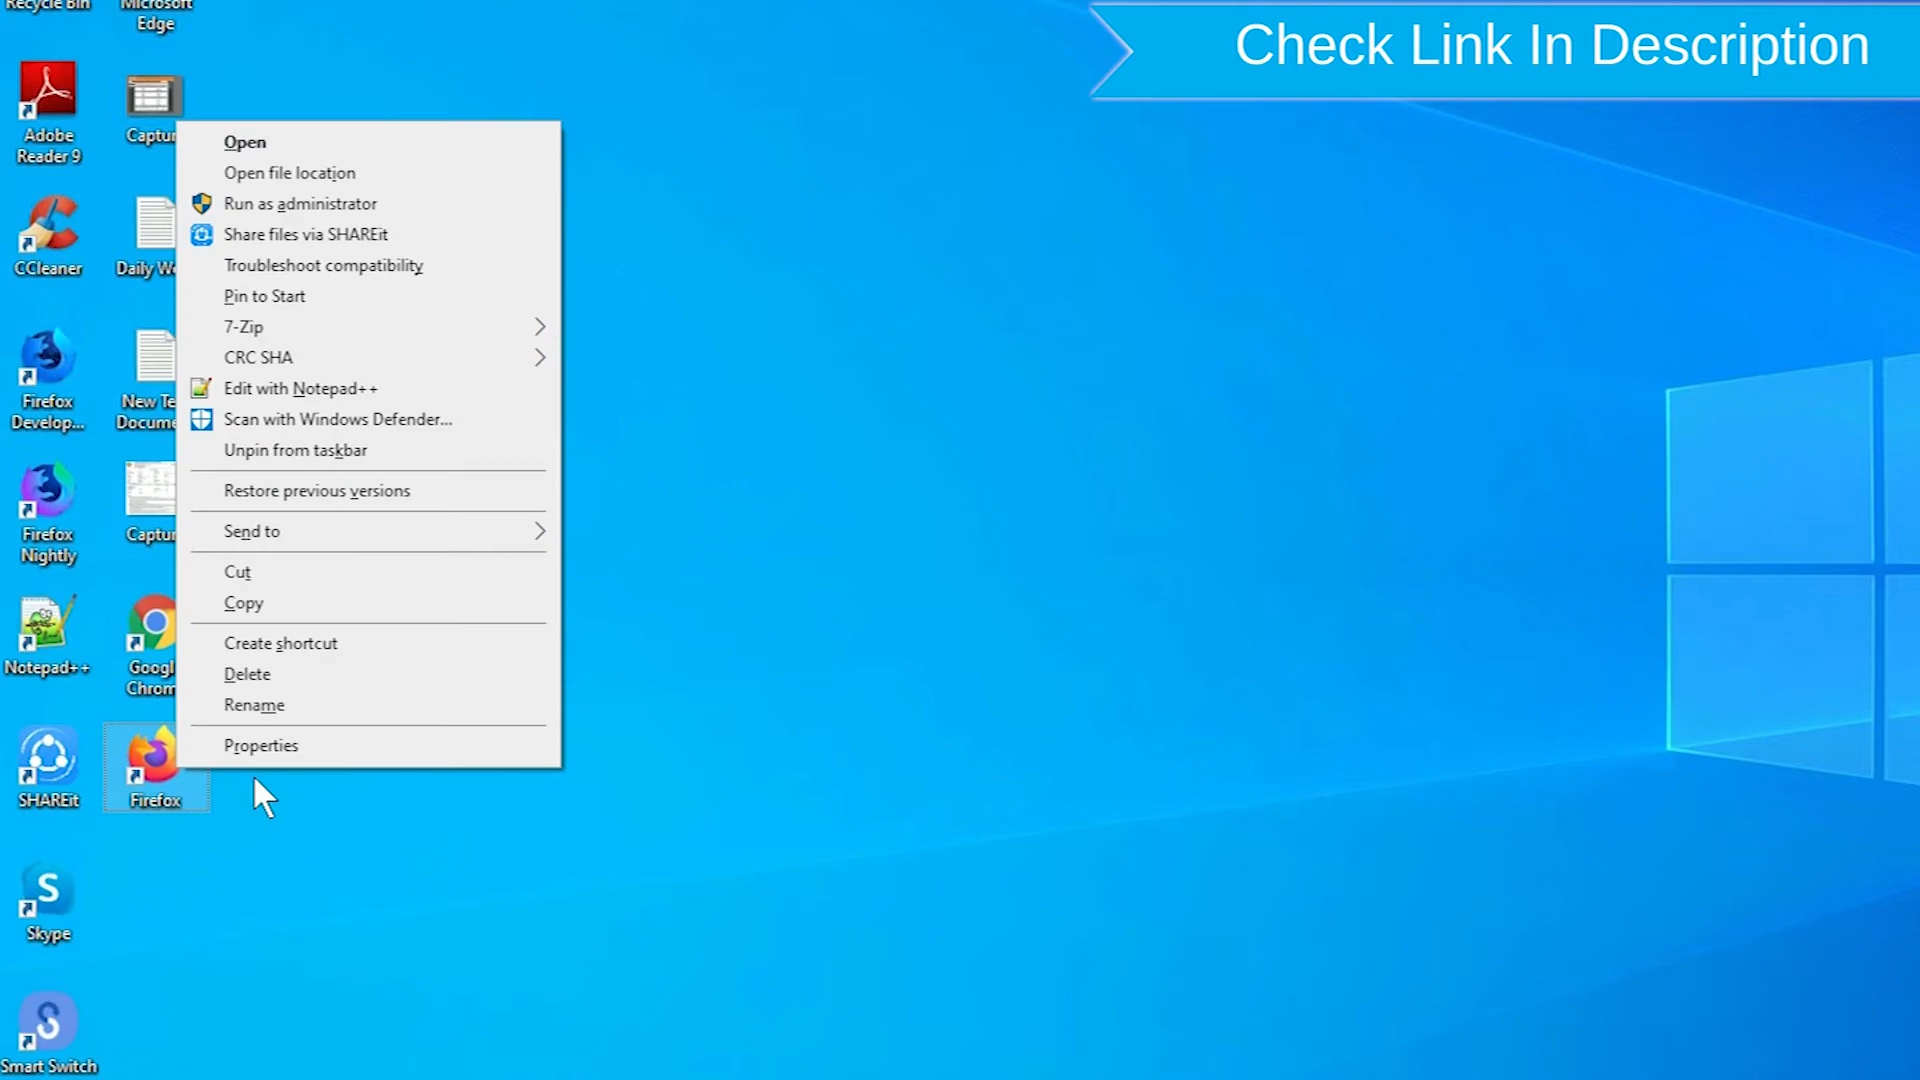 Recycle Bin
Microsoft
Edge
Check Link In Description
Adobe
Reader 9
Captur
CCleaner
Daily Wo
Firefox
Develop...
New Te
Docume
Firefox
Nightly
Captur
Notepad++
Googl
Chrom
SHAREit
Firefox
Skype
Smart Switch
Open
Open file location
Run as administrator
Share files via SHAREit
Troubleshoot compatibility
Pin to Start
7-Zip
CRC SHA
Edit with Notepad++
Scan with Windows Defender...
Unpin from taskbar
Restore previous versions
Send to
Cut
Copy
Create shortcut
Delete
Rename
Properties